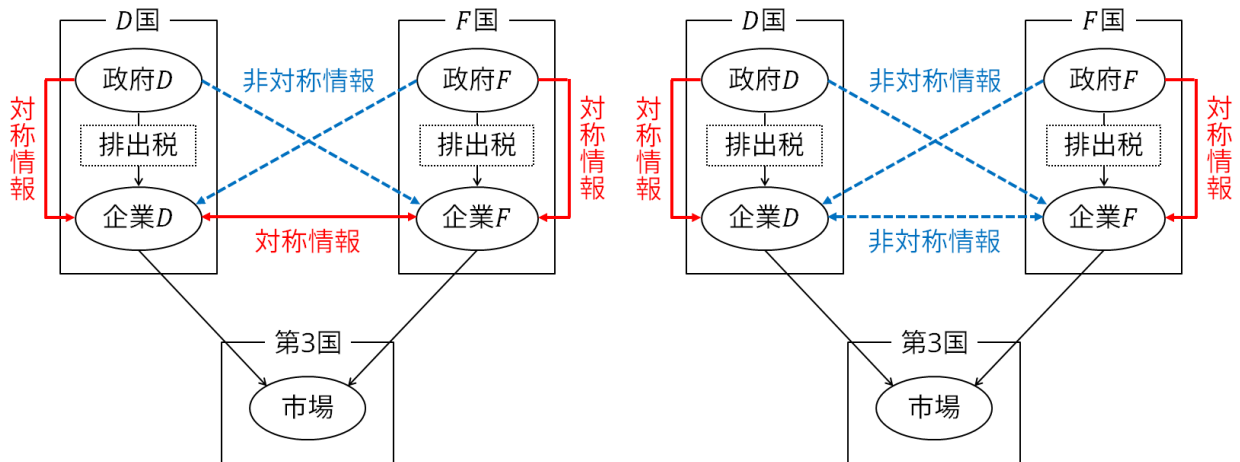 D国
F国
政府D
政府F
非対称情報
対称情報
対称情報
排出税
排出税
企業D
企業F
対称情報
第3国
市場
D国
F国
政府D
政府F
非対称情報
対称情報
対称情報
排出税
排出税
企業D
企業F
非対称情報
第3国
市場